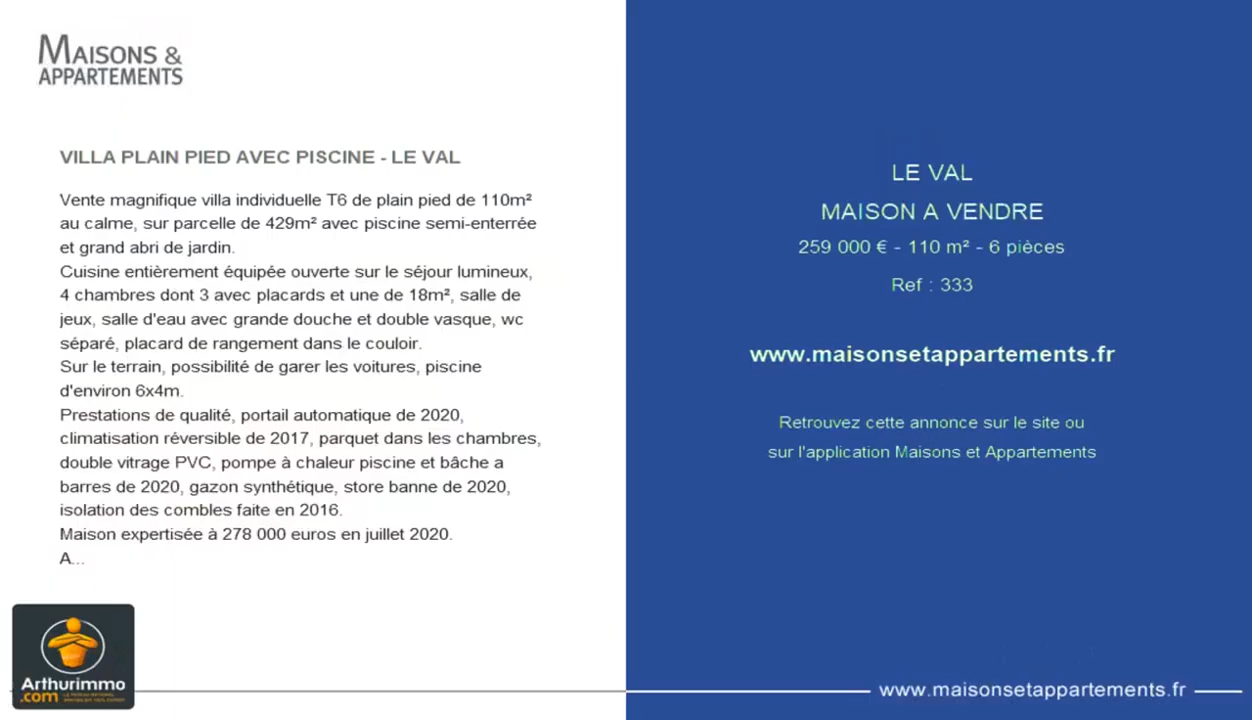 MAISONS &
APPARTEMENTS
VILLA PLAIN PIED AVEC PISCINE - LE VAL
Vente magnifique villa individuelle T6 de plain pied de 110m²
au calme, sur parcelle de 429m² avec piscine semi-enterrée
et grand abri de jardin.
Cuisine entièrement équipée ouverte sur le séjour lumineux,
4 chambres dont 3 avec placards et une de 18m², salle de
jeux, salle d'eau avec grande douche et double vasque, wc
séparé, placard de rangement dans le couloir.
Sur le terrain, possibilité de garer les voitures, piscine
d'environ 6x4m.
Prestations de qualité, portail automatique de 2020,
climatisation réversible de 2017, parquet dans les chambres,
double vitrage PVC, pompe à chaleur piscine et bâche a
barres de 2020, gazon synthétique, store banne de 2020,
isolation des combles faite en 2016.
Maison expertisée à 278 000 euros en juillet 2020.
A...
Arthurimmo
.com
LE VAL
MAISON A VENDRE
259 000 € - 110 m² - 6 pièces
Ref : 333
www.maisonsetappartements.fr
Retrouvez cette annonce sur le site ou
sur l'application Maisons et Appartements
www.maisonsetappartements.fr